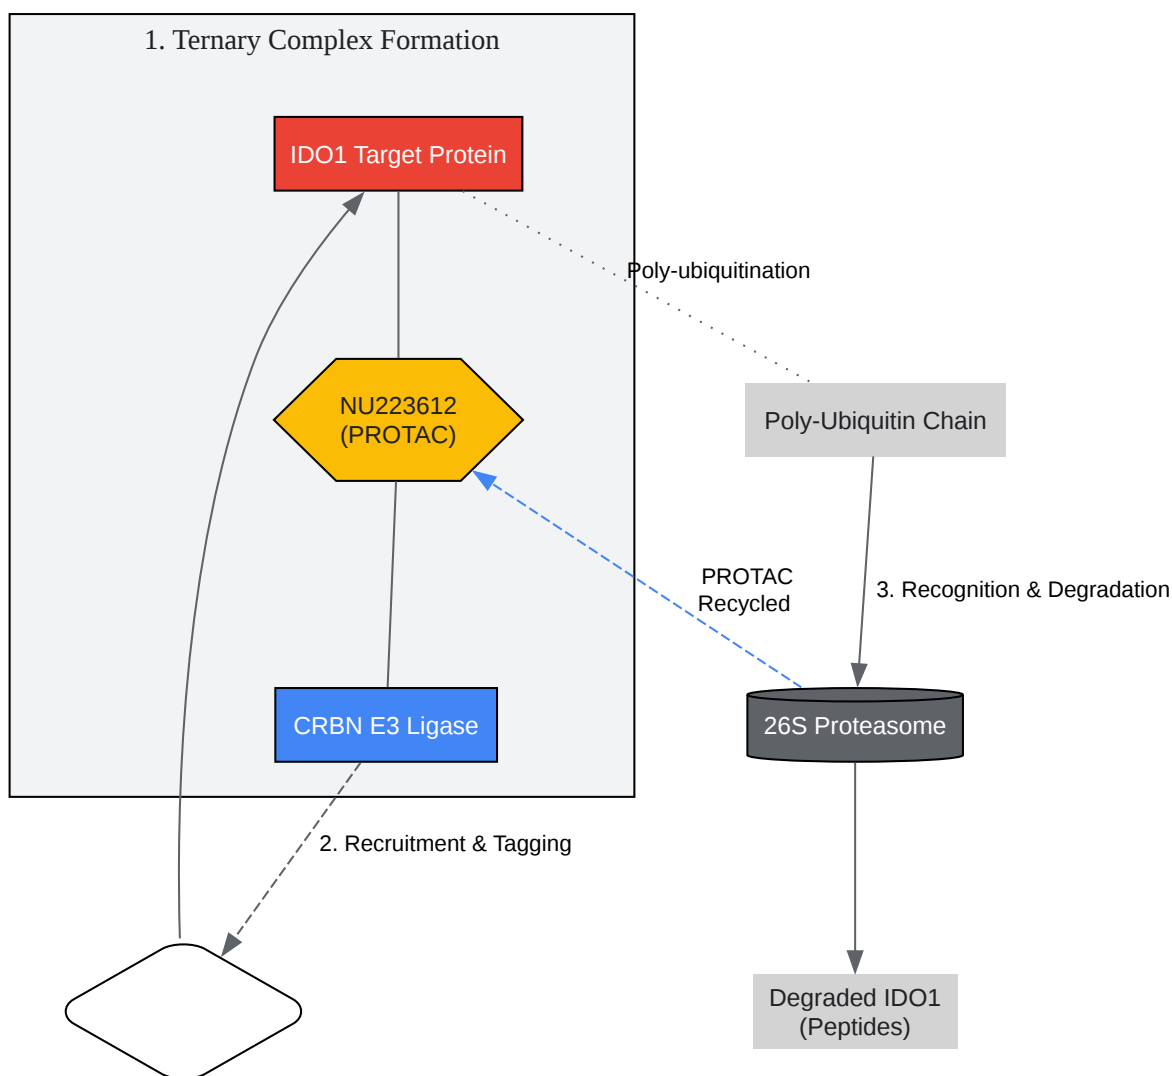 1. Ternary Complex Formation
IDO1 Target Protein
Poly-ubiquitination
NU223612
(PROTAC)
Poly-Ubiquitin Chain
PROTAC
Recycled
3. Recognition & Degradation
CRBN E3 Ligase
26S Proteasome
2. Recruitment & Tagging
Degraded IDO1
(Peptides)